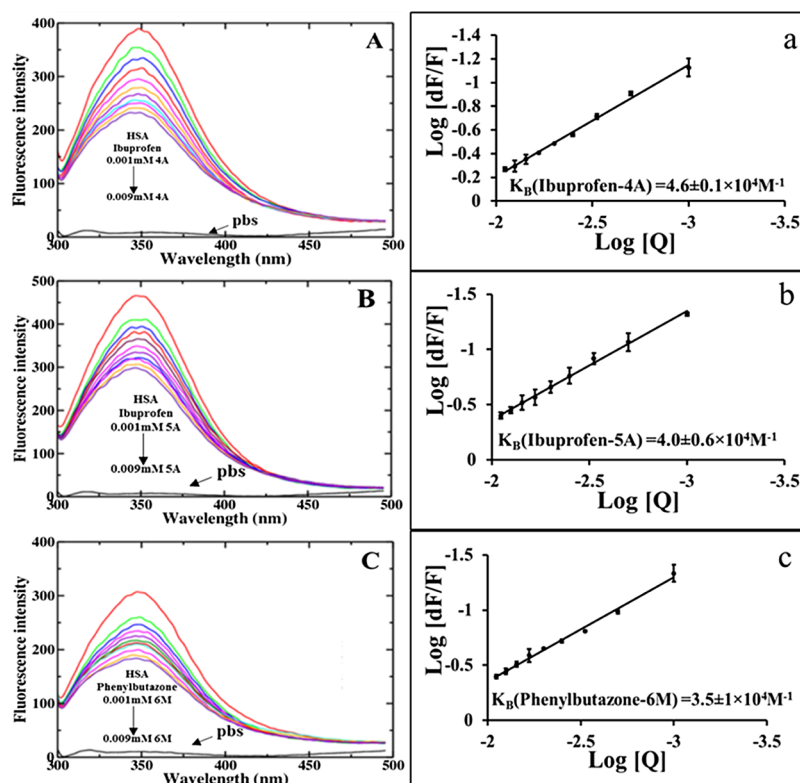 A
Fluorescence intensity
400
300
200
100
0
HSA
Ibuprofen
0.001mM 4A
0.009mM 4A
pbs
300
350
400
450
500
Wavelength (nm)
a
Log [dF/F]
-1.4
-1.2
-1
-0.8
-0.6
-0.4
-0.2
0
K_B(Ibuprofen-4A) =4.6±0.1×10⁴M⁻¹
-2
-2.5
-3
-3.5
Log [Q]
B
Fluorescence intensity
500
400
300
200
100
0
HSA
Ibuprofen
0.001mM 5A
0.009mM 5A
pbs
300
350
400
450
500
Wavelength (nm)
b
Log [dF/F]
-1.5
-1
-0.5
0
K_B(Ibuprofen-5A) =4.0±0.6×10⁴M⁻¹
-2
-2.5
-3
-3.5
Log [Q]
C
Fluorescence intensity
400
300
200
100
0
HSA
Phenylbutazone
0.001mM 6M
0.009mM 6M
pbs
300
350
400
450
500
Wavelength (nm)
c
Log [dF/F]
-1.5
-1
-0.5
0
K_B(Phenylbutazone-6M) =3.5±1×10⁴M⁻¹
-2
-2.5
-3
-3.5
Log [Q]